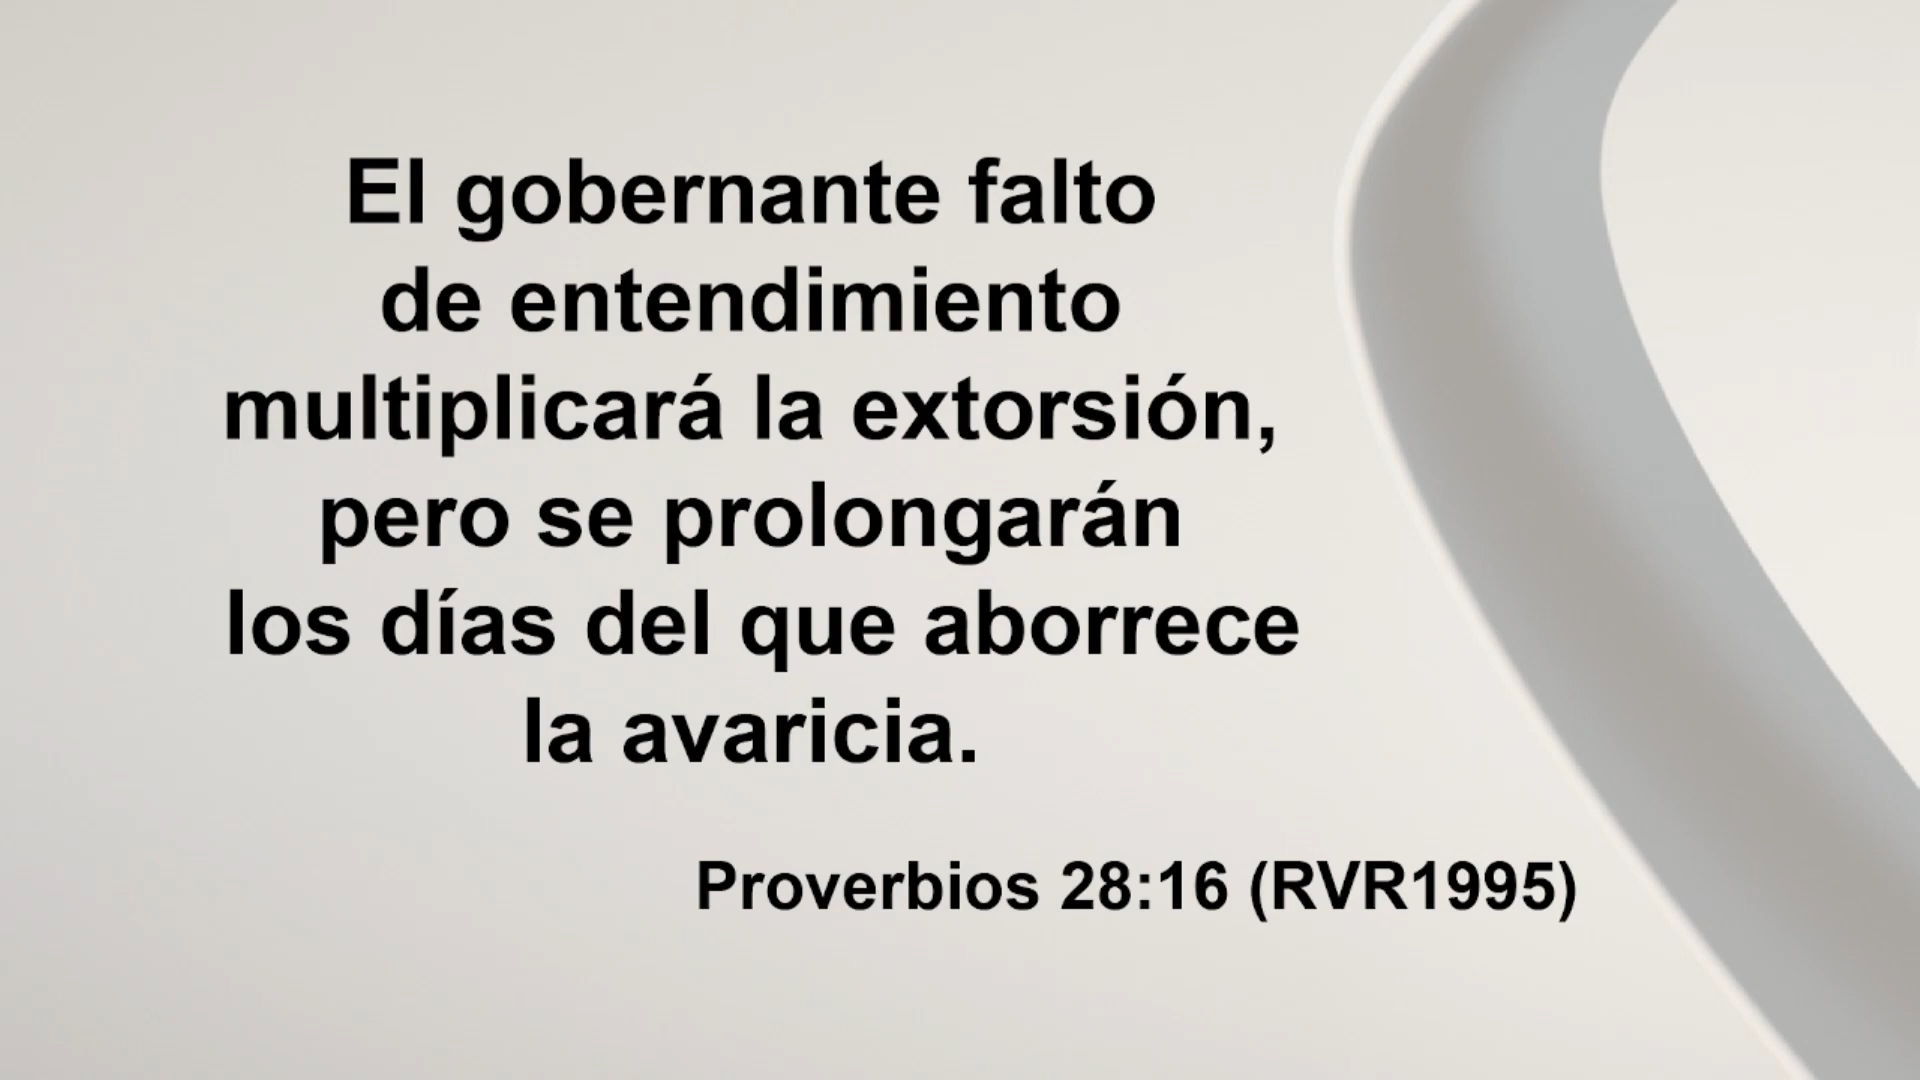 El gobernante falto
de entendimiento
multiplicará la extorsión,
pero se prolongarán
los días del que aborrece
la avaricia.
Proverbios 28:16 (RVR1995)